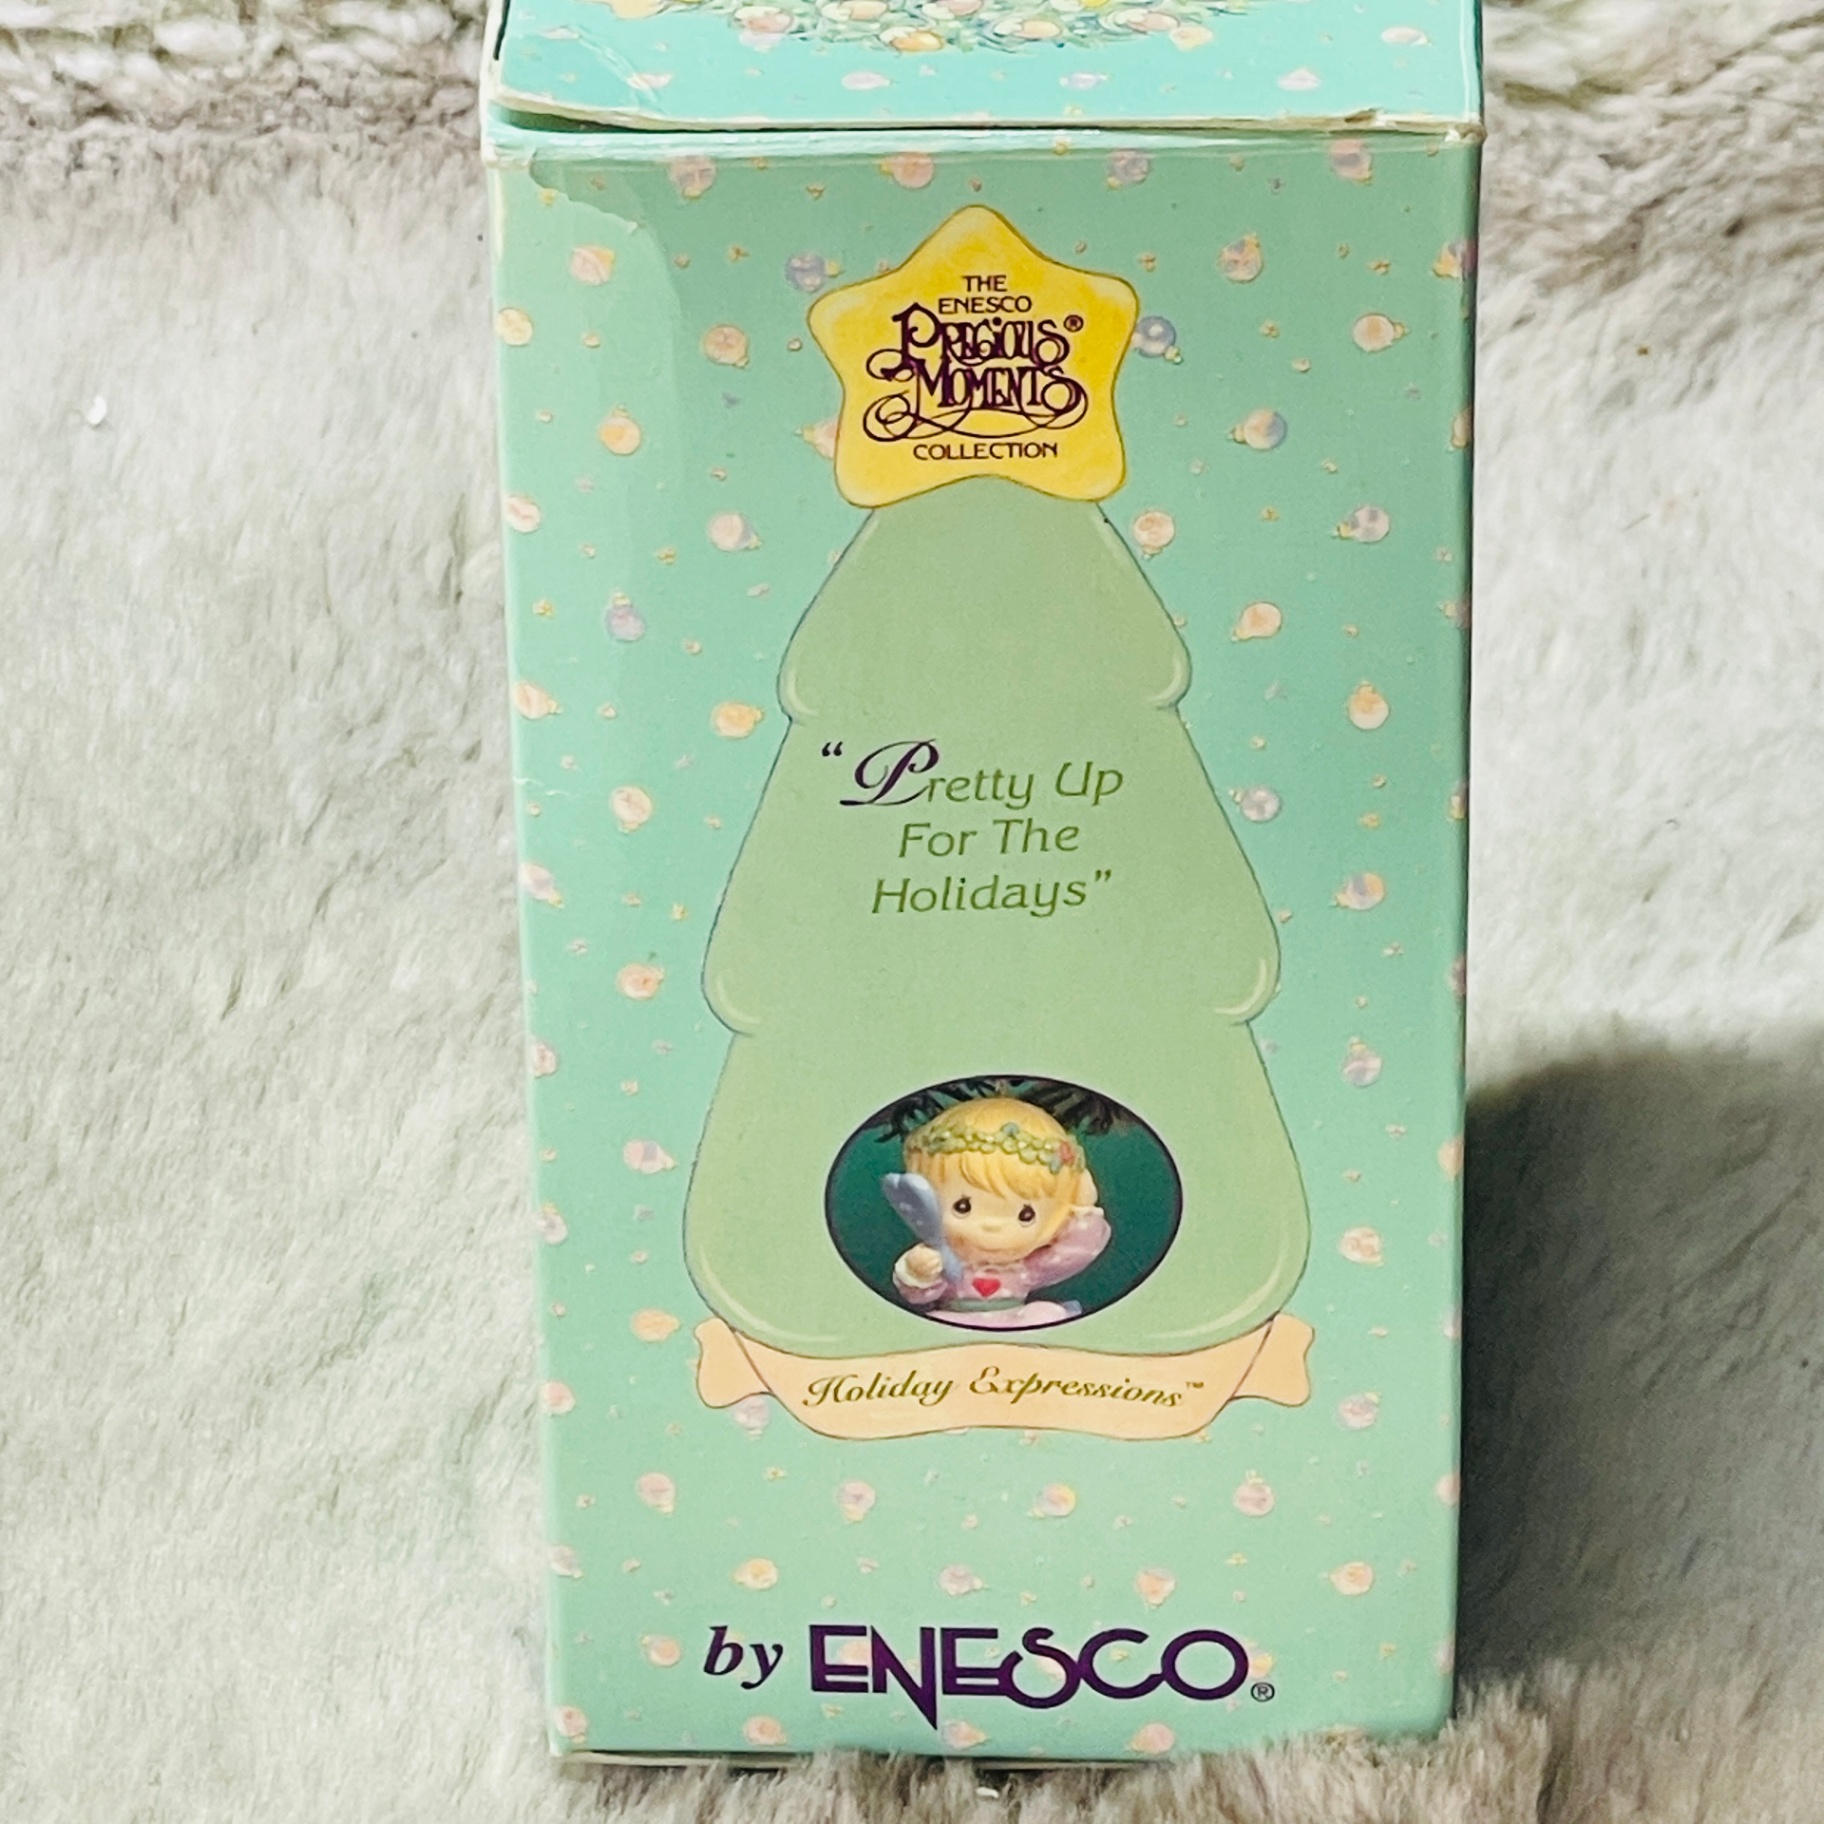 THE
ENESCO
PRECIOUS®
MOMENTS
COLLECTION
“Pretty Up
For The
Holidays”
Holiday Expressions™
by ENESCO®